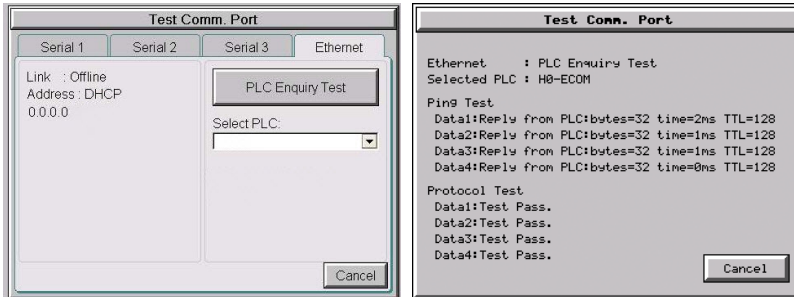 Test Comm. Port
Serial 1 Serial 2 Serial 3 Ethernet
Link : Offline
Address : DHCP
0.0.0.0
PLC Enquiry Test
Select PLC:
Cancel
Test Comm. Port
Ethernet : PLC Enquiry Test
Selected PLC : H0-ECOM
Ping Test
Data1:Reply from PLC:bytes=32 time=2ms TTL=128
Data2:Reply from PLC:bytes=32 time=1ms TTL=128
Data3:Reply from PLC:bytes=32 time=1ms TTL=128
Data4:Reply from PLC:bytes=32 time=0ms TTL=128
Protocol Test
Data1:Test Pass.
Data2:Test Pass.
Data3:Test Pass.
Data4:Test Pass.
Cancel